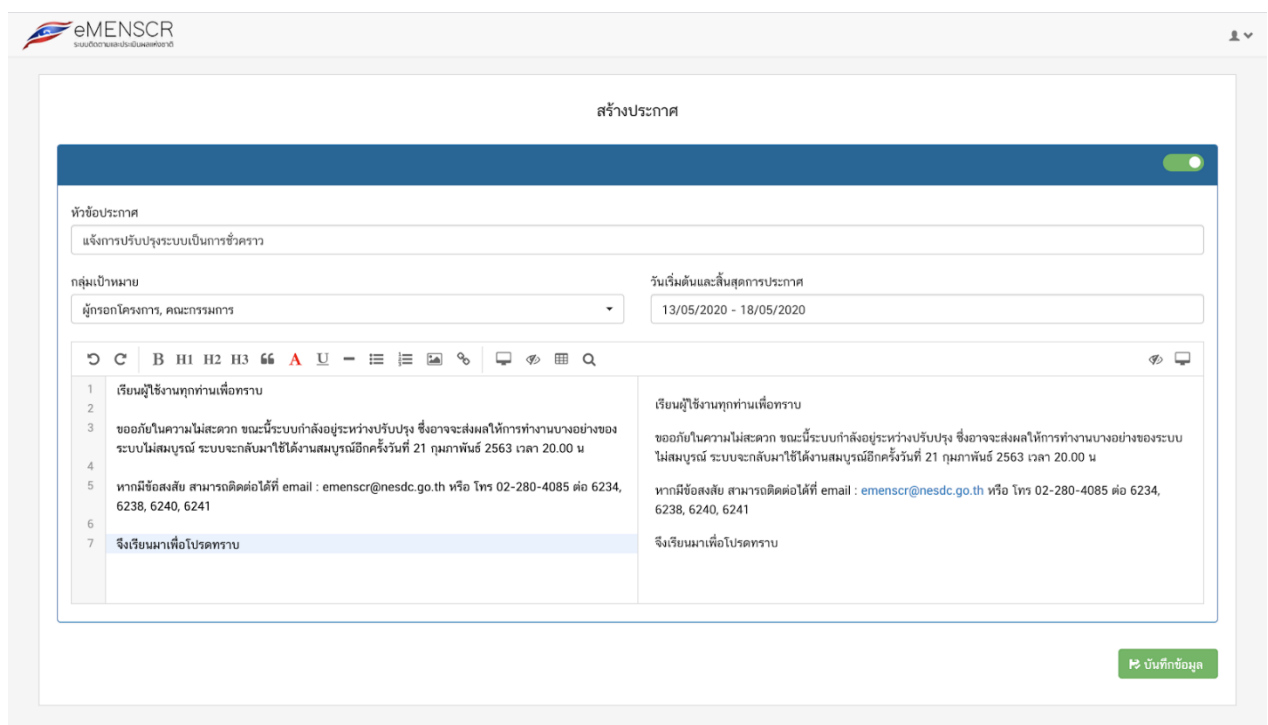 eMENSCR
ระบบติดตามและประเมินผลแห่งชาติ
สร้างประกาศ
หัวข้อประกาศ
แจ้งการปรับปรุงระบบเป็นการชั่วคราว
กลุ่มเป้าหมาย
วันเริ่มต้นและสิ้นสุดการประกาศ
ผู้กรอกโครงการ, คณะกรรมการ
13/05/2020 - 18/05/2020
B H1 H2 H3 A U
1 เรียนผู้ใช้งานทุกท่านเพื่อทราบ
2
3 ขออภัยในความไม่สะดวก ขณะนี้ระบบกำลังอยู่ระหว่างปรับปรุง ซึ่งอาจจะส่งผลให้การทำงานบางอย่างของ
ระบบไม่สมบูรณ์ ระบบจะกลับมาใช้ได้งานสมบูรณ์อีกครั้งวันที่ 21 กุมภาพันธ์ 2563 เวลา 20.00 น
4
5 หากมีข้อสงสัย สามารถติดต่อได้ที่ email : emenscr@nesdc.go.th หรือ โทร 02-280-4085 ต่อ 6234,
6238, 6240, 6241
6
7 จึงเรียนมาเพื่อโปรดทราบ
เรียนผู้ใช้งานทุกท่านเพื่อทราบ
ขออภัยในความไม่สะดวก ขณะนี้ระบบกำลังอยู่ระหว่างปรับปรุง ซึ่งอาจจะส่งผลให้การทำงานบางอย่างของระบบ
ไม่สมบูรณ์ ระบบจะกลับมาใช้ได้งานสมบูรณ์อีกครั้งวันที่ 21 กุมภาพันธ์ 2563 เวลา 20.00 น
หากมีข้อสงสัย สามารถติดต่อได้ที่ email : emenscr@nesdc.go.th หรือ โทร 02-280-4085 ต่อ 6234,
6238, 6240, 6241
จึงเรียนมาเพื่อโปรดทราบ
บันทึกข้อมูล